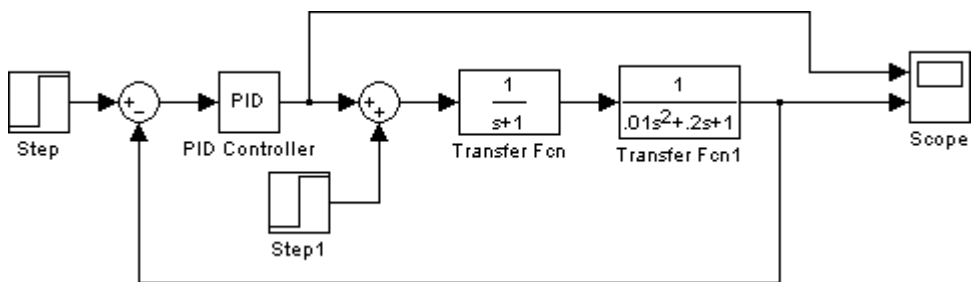 Step
+
−
PID
PID Controller
Step1
+
+
1
s+1
Transfer Fcn
1
.01s²+.2s+1
Transfer Fcn1
Scope